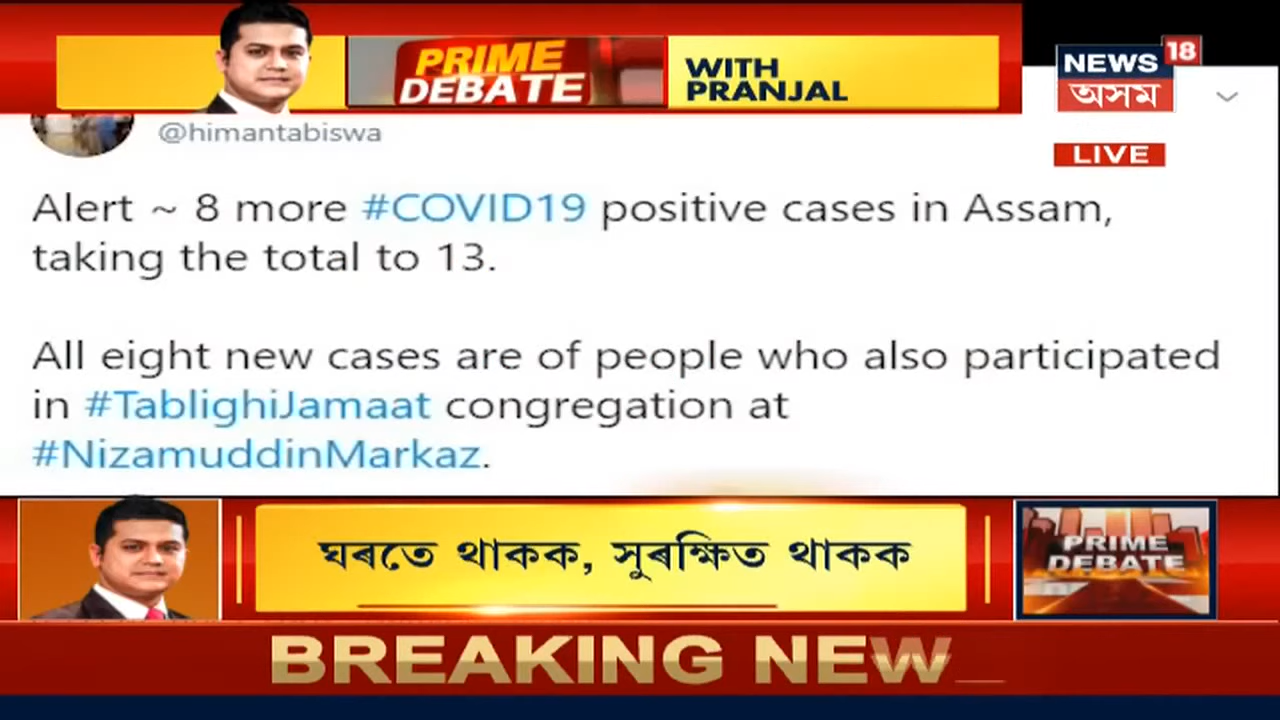 PRIME
DEBATE
WITH
PRANJAL
NEWS
18
অসম
LIVE
@himantabiswa
Alert ~ 8 more #COVID19 positive cases in Assam,
taking the total to 13.
All eight new cases are of people who also participated
in #TablighiJamaat congregation at
#NizamuddinMarkaz.
ঘৰতে থাকক, সুৰক্ষিত থাকক
PRIME
DEBATE
BREAKING NEW